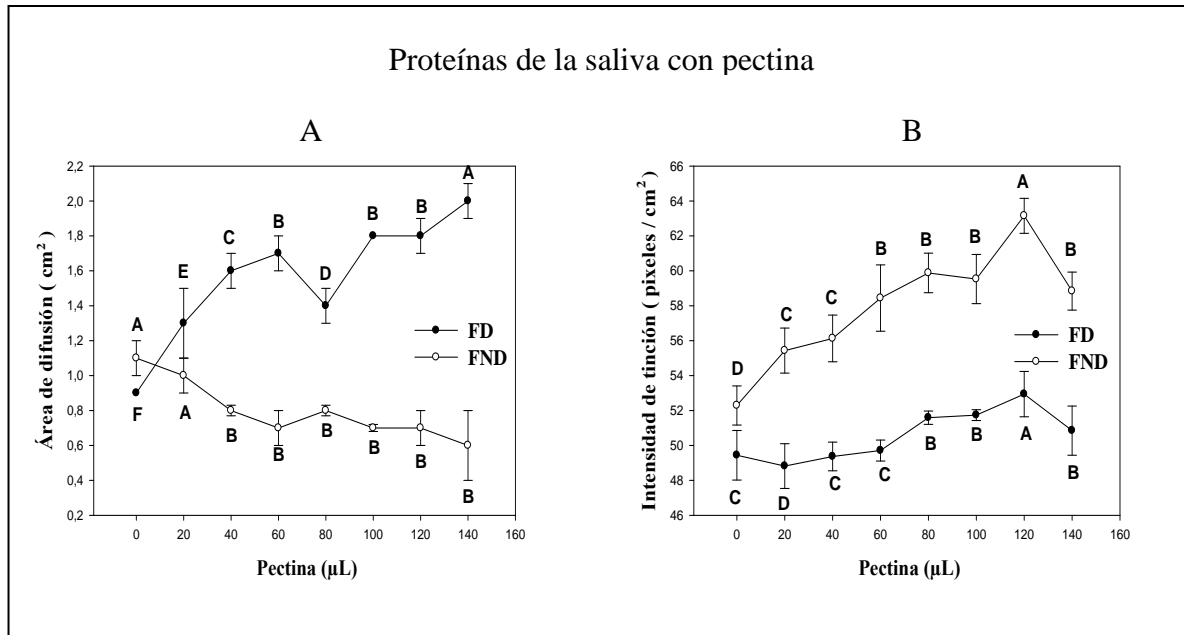 Proteínas de la saliva con pectina
A
Área de difusión ( cm²)
2,2
2,0
1,8
1,6
1,4
1,2
1,0
0,8
0,6
0,4
0,2
A
E
C
B
D
B
B
A
F
A
B
B
B
B
B
B
FD
FND
0 20 40 60 80 100 120 140 160
Pectina (µL)
B
Intensidad de tinción ( pixeles / cm²)
66
64
62
60
58
56
54
52
50
48
46
D
C
C
B
B
B
A
B
C
D
C
C
B
B
A
B
FD
FND
0 20 40 60 80 100 120 140 160
Pectina (µL)